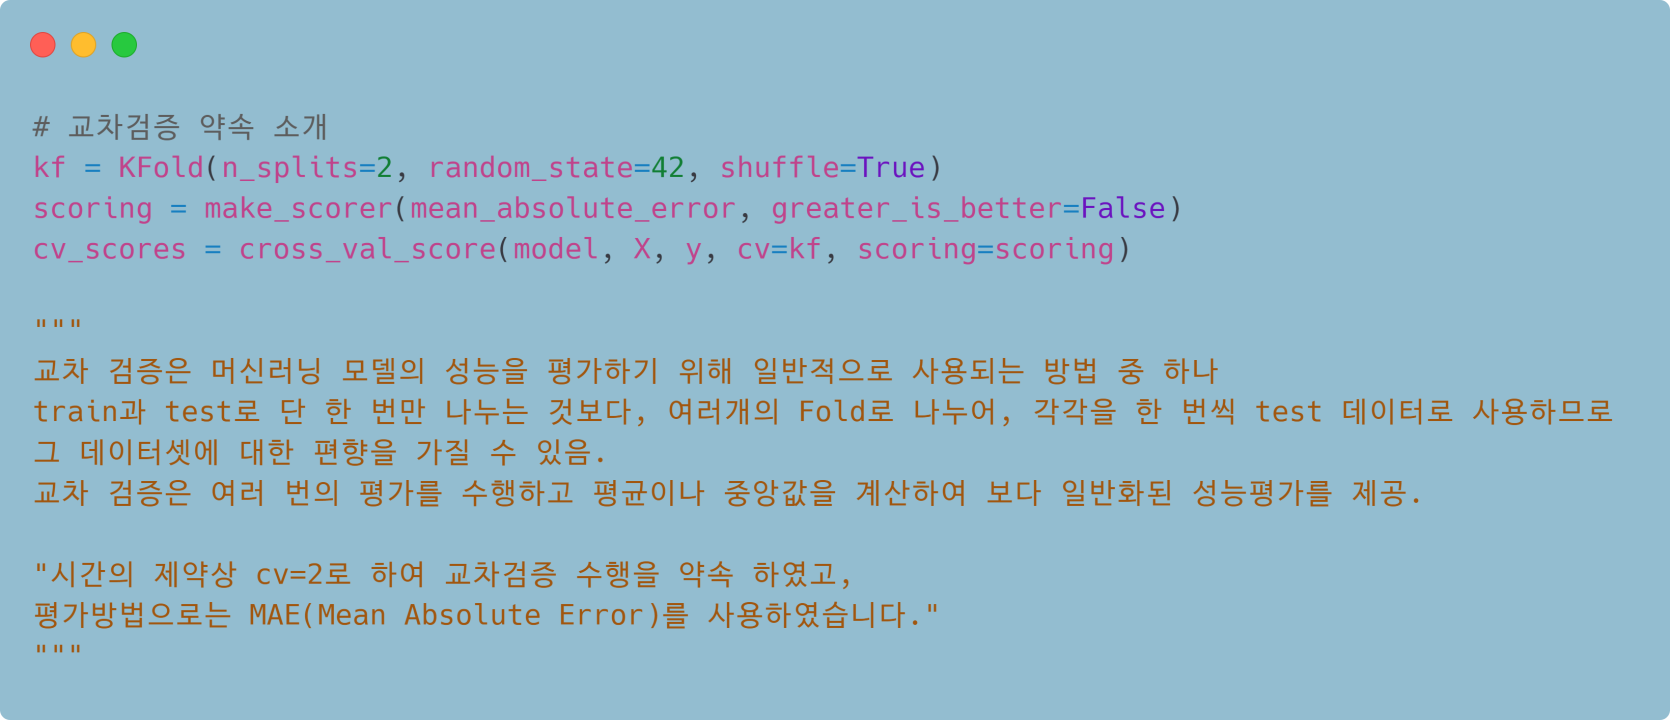 # 교차검증 약속 소개
kf = KFold(n_splits=2, random_state=42, shuffle=True)
scoring = make_scorer(mean_absolute_error, greater_is_better=False)
cv_scores = cross_val_score(model, X, y, cv=kf, scoring=scoring)
"""
교차 검증은 머신러닝 모델의 성능을 평가하기 위해 일반적으로 사용되는 방법 중 하나
train과 test로 단 한 번만 나누는 것보다, 여러개의 Fold로 나누어, 각각을 한 번씩 test 데이터로 사용하므로
그 데이터셋에 대한 편향을 가질 수 있음.
교차 검증은 여러 번의 평가를 수행하고 평균이나 중앙값을 계산하여 보다 일반화된 성능평가를 제공.
"시간의 제약상 cv=2로 하여 교차검증 수행을 약속 하였고,
평가방법으로는 MAE(Mean Absolute Error)를 사용하였습니다."
"""